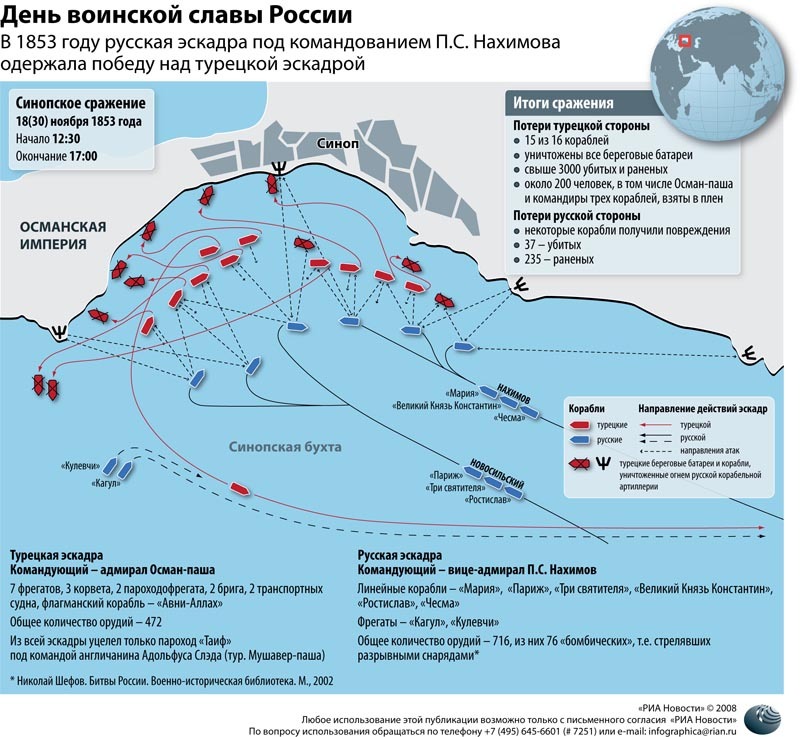 День воинской славы России
В 1853 году русская эскадра под командованием П.С. Нахимова
одержала победу над турецкой эскадрой
Синопское сражение
18(30) ноября 1853 года
Начало 12:30
Окончание 17:00
Синоп
ОСМАНСКАЯ
ИМПЕРИЯ
Итоги сражения
Потери турецкой стороны
15 из 16 кораблей
уничтожены все береговые батареи
свыше 3000 убитых и раненых
около 200 человек, в том числе Осман-паша
и командиры трех кораблей, взяты в плен
Потери русской стороны
некоторые корабли получили повреждения
37 – убитых
235 – раненых
НАХИМОВ
«Мария»
«Великий Князь Константин»
«Чесма»
Синопская бухта
НОВОСИЛЬСКИЙ
«Париж»
«Три святителя»
«Ростислав»
«Кулевчи»
«Кагул»
Корабли
турецкие
русские
Направление действий эскадр
турецкой
русской
направления атак
турецкие береговые батареи и корабли,
уничтоженные огнем русской корабельной
артиллерии
Турецкая эскадра
Командующий – адмирал Осман-паша
7 фрегатов, 3 корвета, 2 пароходофрегата, 2 брига, 2 транспортных
судна, флагманский корабль – «Авни-Аллах»
Общее количество орудий – 472
Из всей эскадры уцелел только пароход «Таиф»
под командой англичанина Адольфуса Слэда (тур. Мушавер-паша)
Русская эскадра
Командующий – вице-адмирал П.С. Нахимов
Линейные корабли – «Мария», «Париж», «Три святителя», «Великий Князь Константин»,
«Ростислав», «Чесма»
Фрегаты – «Кагул», «Кулевчи»
Общее количество орудий – 716, из них 76 «бомбических», т.е. стрелявших
разрывными снарядами*
* Николай Шефов. Битвы России. Военно-историческая библиотека. М., 2002
«РИА Новости» © 2008
Любое использование этой публикации возможно только с письменного согласия «РИА Новости»
По вопросу использования обращаться по телефону +7 (495) 645-6601 (# 7251) или e-mail: infographica@rian.ru